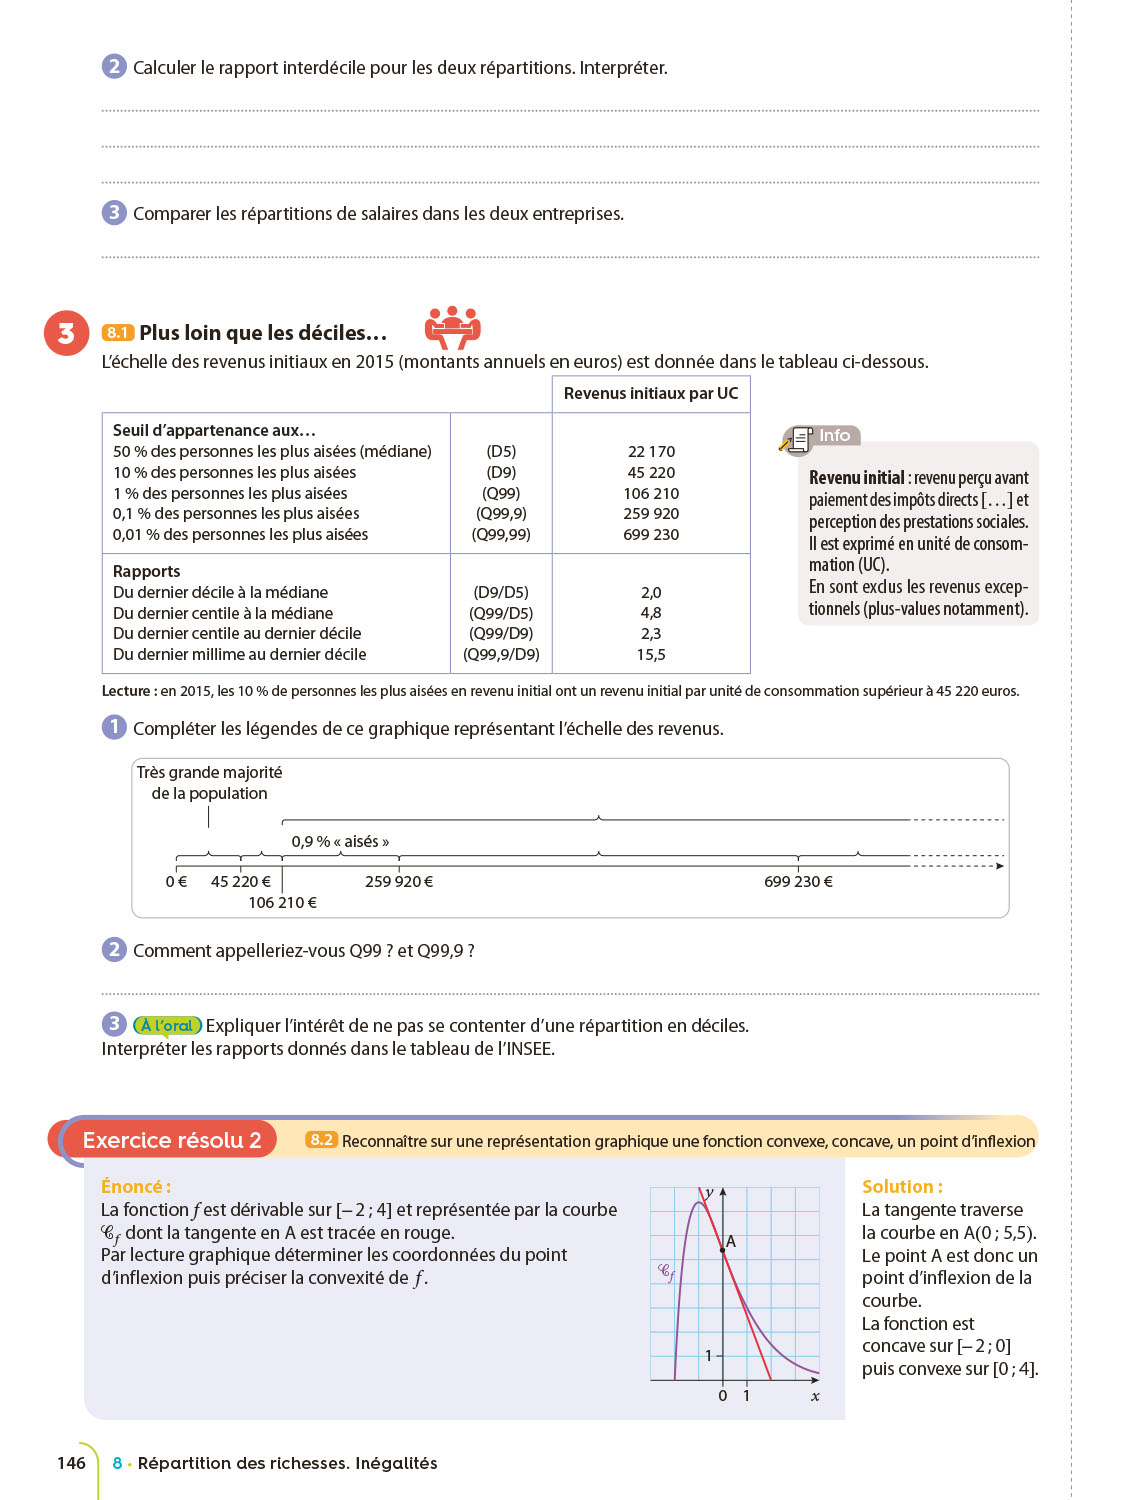 2 Calculer le rapport interdécile pour les deux répartitions. Interpréter.
3 Comparer les répartitions de salaires dans les deux entreprises.
3 8.1 Plus loin que les déciles…
L’échelle des revenus initiaux en 2015 (montants annuels en euros) est donnée dans le tableau ci-dessous.
Revenus initiaux par UC
Seuil d’appartenance aux…
50 % des personnes les plus aisées (médiane) (D5) 22 170
10 % des personnes les plus aisées (D9) 45 220
1 % des personnes les plus aisées (Q99) 106 210
0,1 % des personnes les plus aisées (Q99,9) 259 920
0,01 % des personnes les plus aisées (Q99,99) 699 230
Rapports
Du dernier décile à la médiane (D9/D5) 2,0
Du dernier centile à la médiane (Q99/D5) 4,8
Du dernier centile au dernier décile (Q99/D9) 2,3
Du dernier millime au dernier décile (Q99,9/D9) 15,5
Info
Revenu initial : revenu perçu avant
paiement des impôts directs […] et
perception des prestations sociales.
Il est exprimé en unité de consom-
mation (UC).
En sont exclus les revenus excep-
tionnels (plus-values notamment).
Lecture : en 2015, les 10 % de personnes les plus aisées en revenu initial ont un revenu initial par unité de consommation supérieur à 45 220 euros.
1 Compléter les légendes de ce graphique représentant l’échelle des revenus.
Très grande majorité
de la population
0,9 % « aisés »
0 € 45 220 € 259 920 € 699 230 €
106 210 €
2 Comment appelleriez-vous Q99 ? et Q99,9 ?
3 À l’oral Expliquer l’intérêt de ne pas se contenter d’une répartition en déciles.
Interpréter les rapports donnés dans le tableau de l’INSEE.
Exercice résolu 2 8.2 Reconnaître sur une représentation graphique une fonction convexe, concave, un point d’inflexion
Énoncé :
La fonction f est dérivable sur [– 2 ; 4] et représentée par la courbe
𝒞f dont la tangente en A est tracée en rouge.
Par lecture graphique déterminer les coordonnées du point
d’inflexion puis préciser la convexité de f.
y
A
𝒞f
1
0 1 x
Solution :
La tangente traverse
la courbe en A(0 ; 5,5).
Le point A est donc un
point d’inflexion de la
courbe.
La fonction est
concave sur [– 2 ; 0]
puis convexe sur [0 ; 4].
146 8 • Répartition des richesses. Inégalités